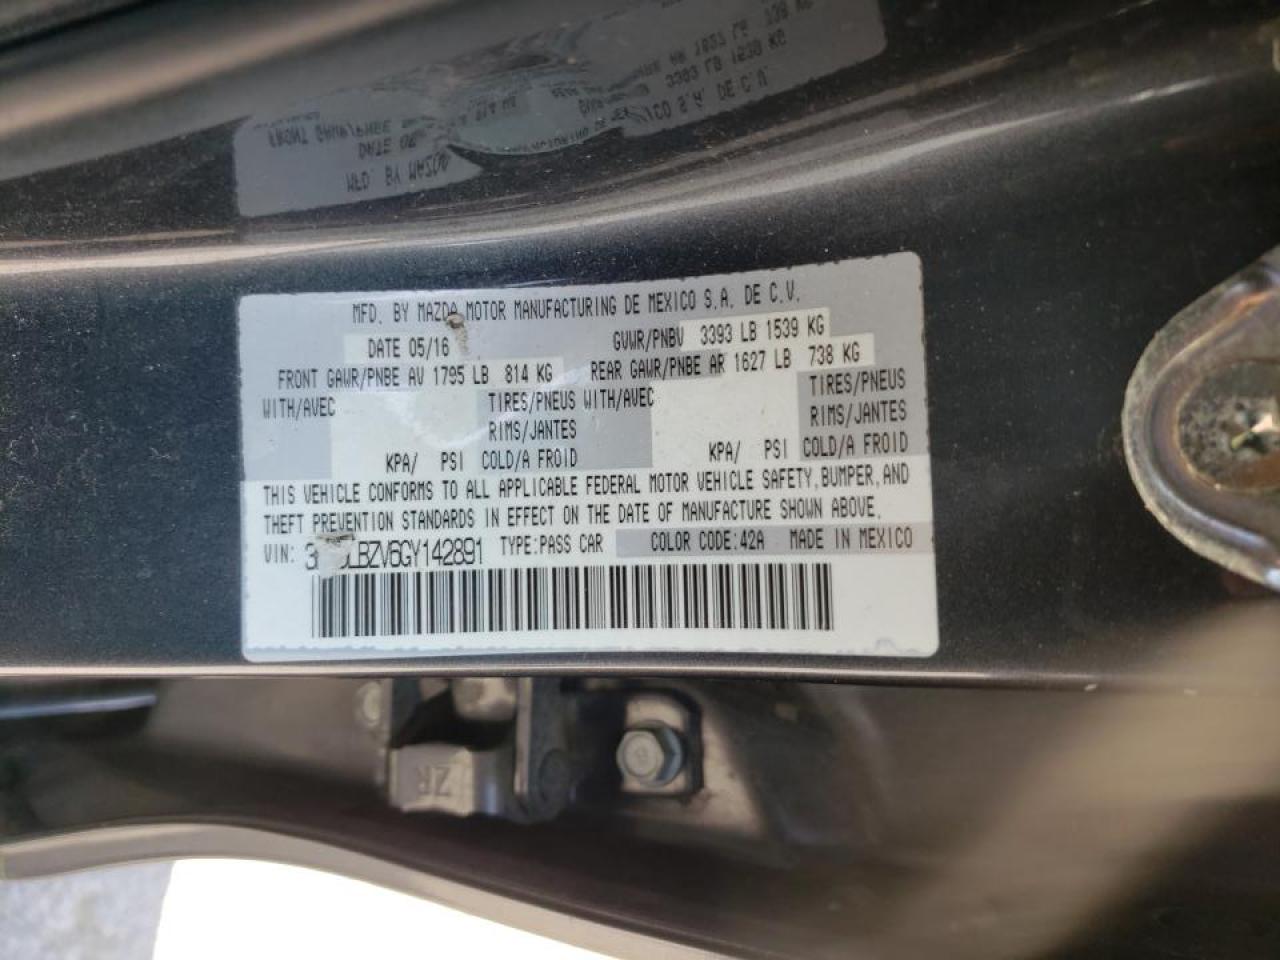 MFD. BY MAZDA MOTOR MANUFACTURING DE MEXICO S.A. DE C.V.
DATE 05/16 GVWR/PNBV 3393 LB 1539 KG
FRONT GAWR/PNBE AV 1795 LB 814 KG REAR GAWR/PNBE AR 1627 LB 738 KG
WITH/AVEC TIRES/PNEUS WITH/AVEC TIRES/PNEUS
RIMS/JANTES RIMS/JANTES
KPA/ PSI COLD/A FROID KPA/ PSI COLD/A FROID
THIS VEHICLE CONFORMS TO ALL APPLICABLE FEDERAL MOTOR VEHICLE SAFETY, BUMPER, AND
THEFT PREVENTION STANDARDS IN EFFECT ON THE DATE OF MANUFACTURE SHOWN ABOVE.
VIN: TYPE:PASS CAR COLOR CODE:42A MADE IN MEXICO
ZR